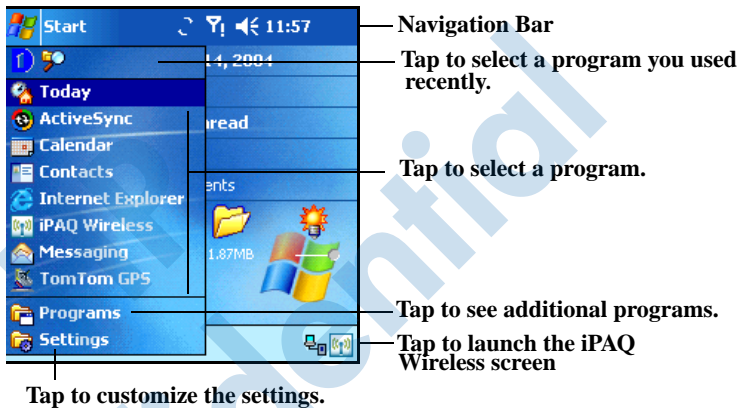 Start 11:57
Navigation Bar
14, 2004
Tap to select a program you used
recently.
Today
ActiveSync
Calendar
Contacts
Internet Explorer
iPAQ Wireless
Messaging
TomTom GPS
Programs
Settings
Tap to select a program.
ents
1.87MB
Tap to see additional programs.
Tap to launch the iPAQ
Wireless screen
Tap to customize the settings.
idential